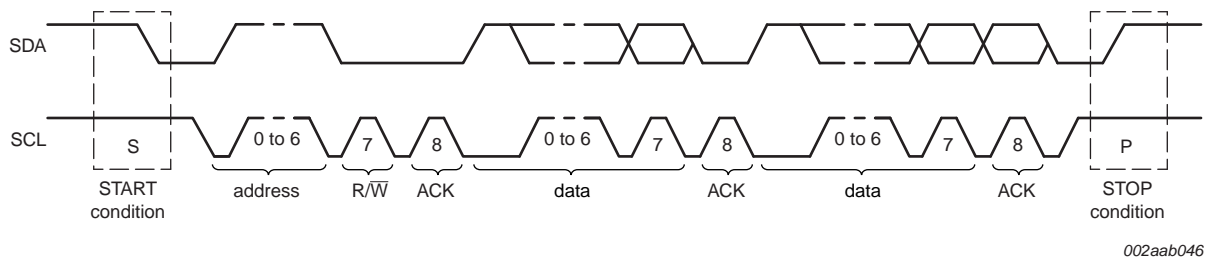 SDA
SCL
S
0 to 6
7
8
0 to 6
7
8
0 to 6
7
8
P
START
condition
address
R/W̅
ACK
data
ACK
data
ACK
STOP
condition
002aab046